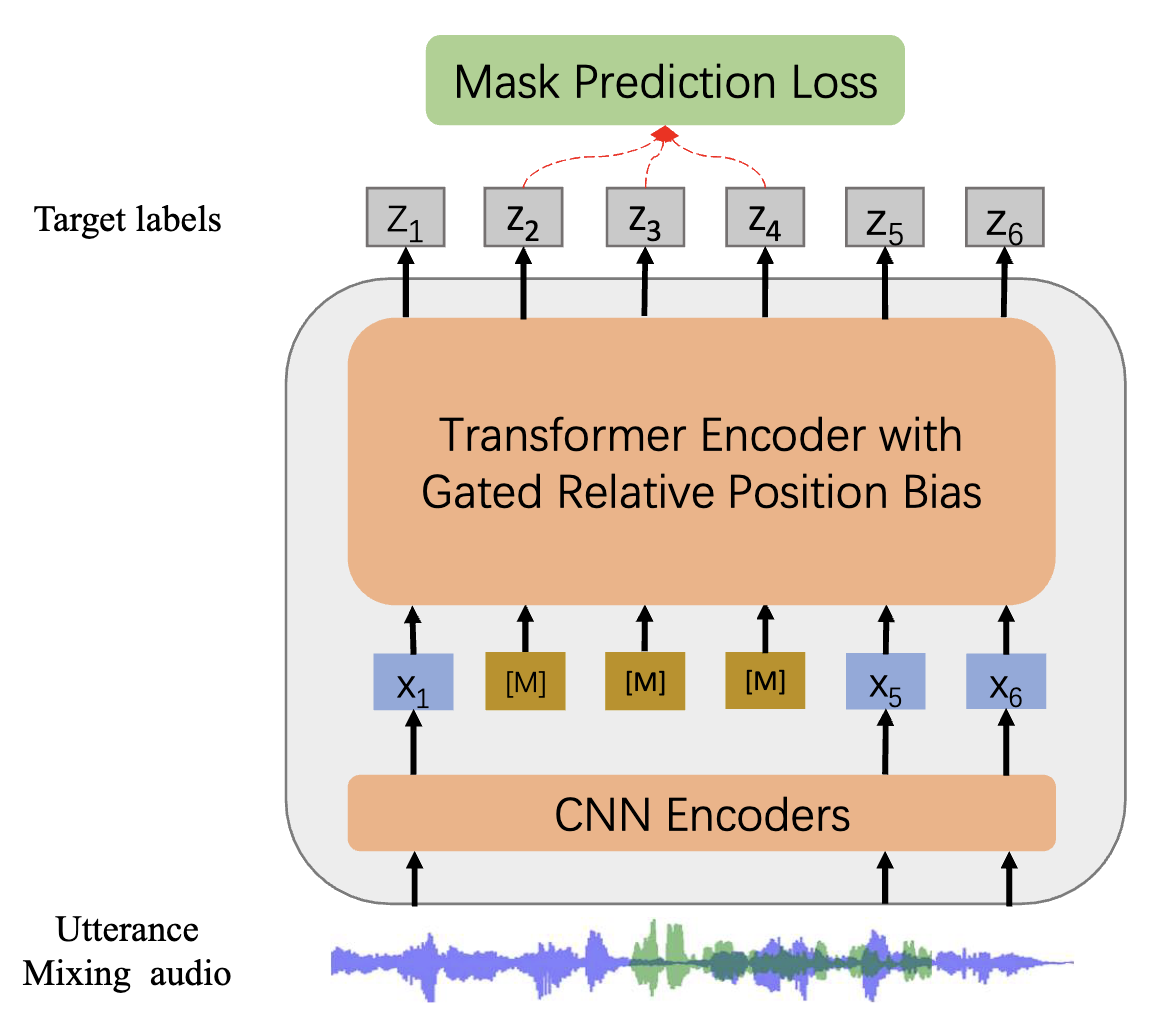 Mask Prediction Loss
Target labels
Z₁ z₂ z₃ z₄ z₅ z₆
Transformer Encoder with
Gated Relative Position Bias
x₁ [M] [M] [M] x₅ x₆
CNN Encoders
Utterance
Mixing audio